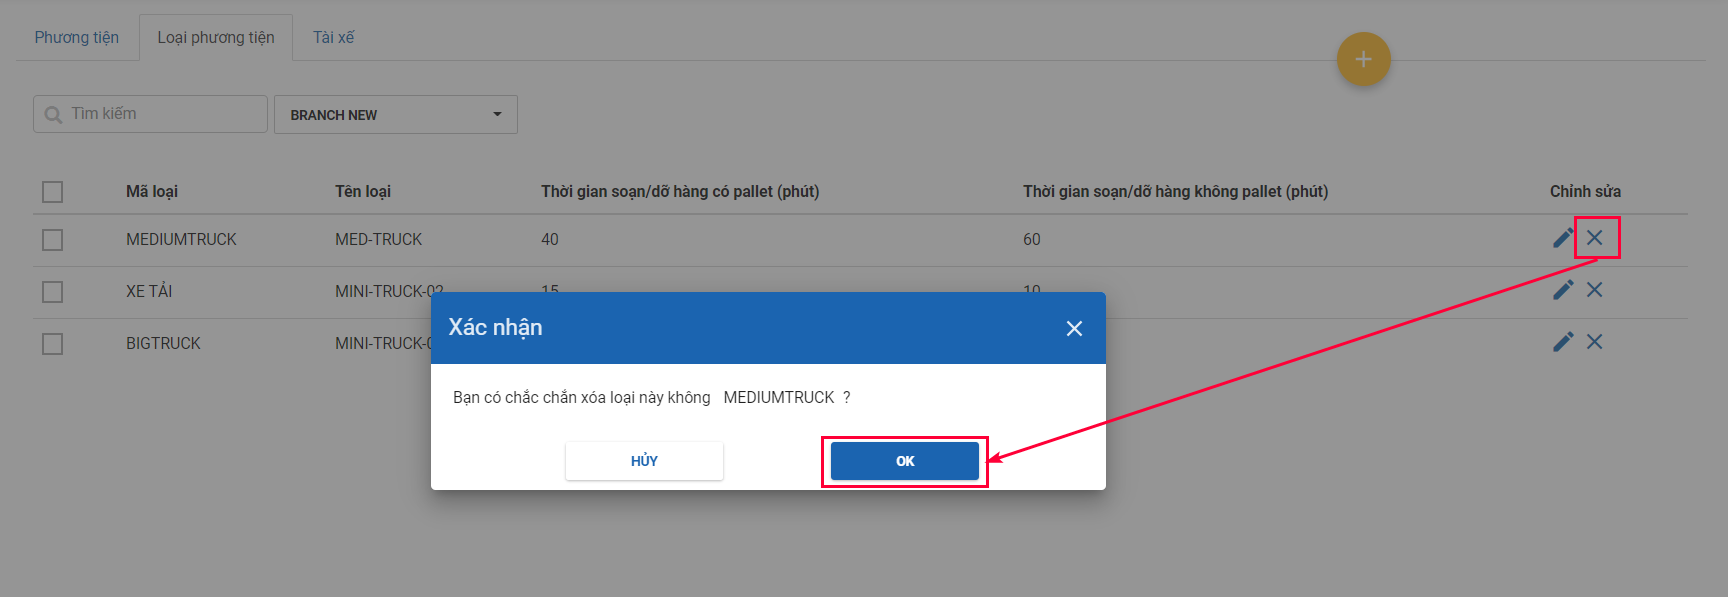 Phương tiện Loại phương tiện Tài xế
+
Tìm kiếm BRANCH NEW
Mã loại Tên loại Thời gian soạn/dỡ hàng có pallet (phút) Thời gian soạn/dỡ hàng không pallet (phút) Chỉnh sửa
MEDIUMTRUCK MED-TRUCK 40 60
XE TẢI MINI-TRUCK-02 15 10
BIGTRUCK
Xác nhận
Bạn có chắc chắn xóa loại này không MEDIUMTRUCK ?
HỦY OK